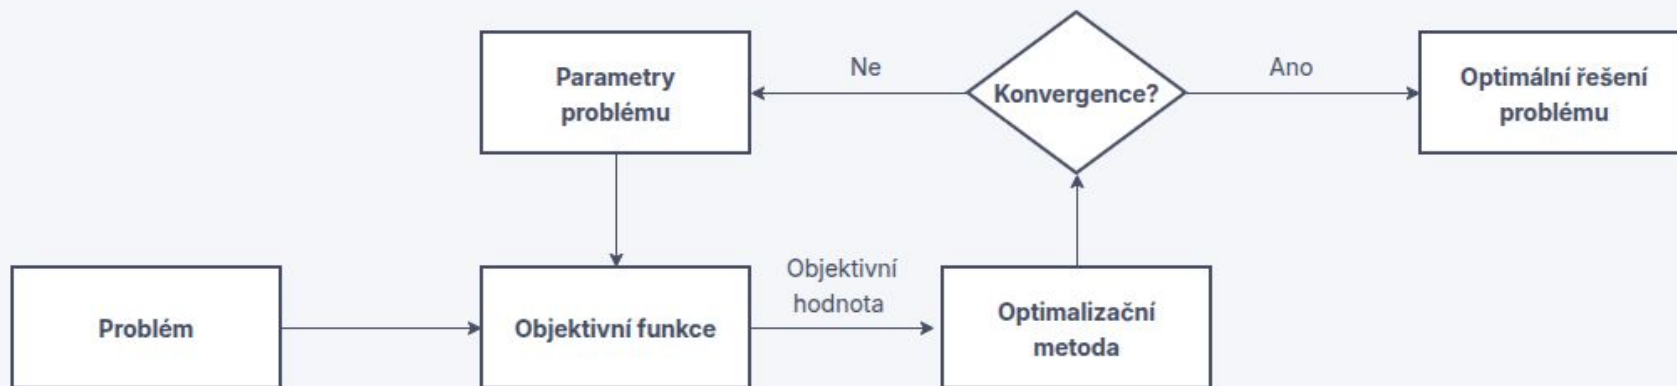 Parametry
problému
Ne
Konvergence?
Ano
Optimální řešení
problému
Problém
Objektivní funkce
Objektivní
hodnota
Optimalizační
metoda